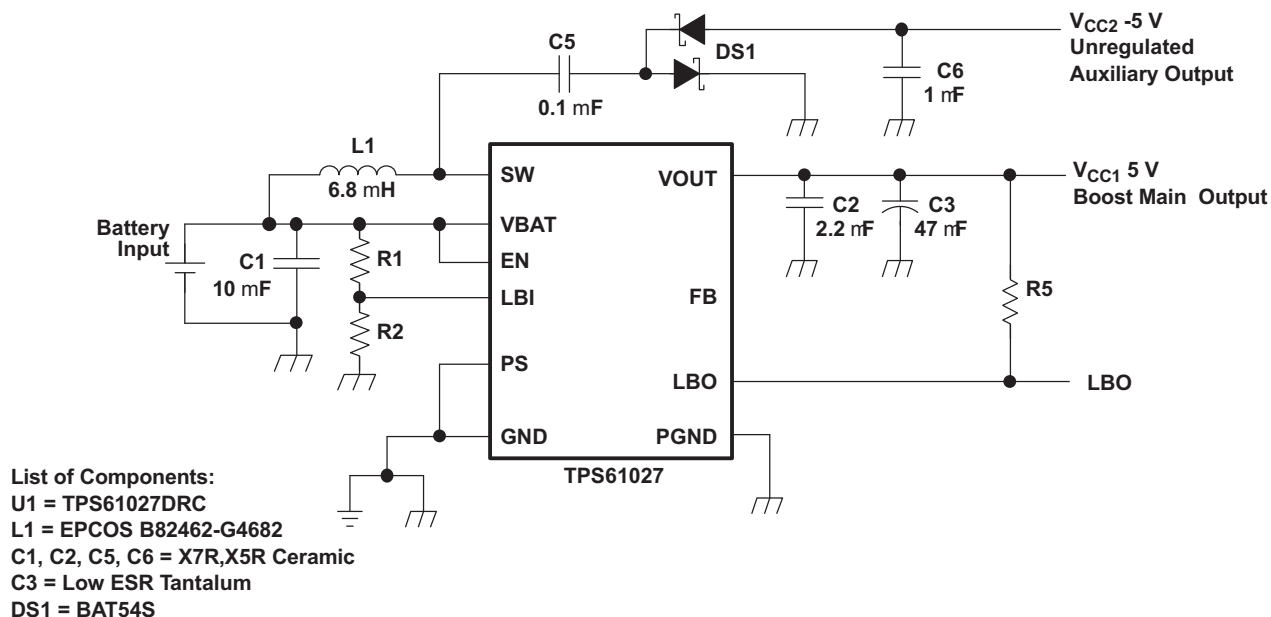 C5
0.1 mF
DS1
C6
1 mF
VCC2 -5 V
Unregulated
Auxiliary Output
L1
6.8 mH
SW
VOUT
VCC1 5 V
Boost Main Output
C2
2.2 mF
C3
47 mF
Battery
Input
VBAT
C1
10 mF
R1
EN
LBI
FB
R5
R2
PS
LBO
LBO
GND
PGND
TPS61027
List of Components:
U1 = TPS61027DRC
L1 = EPCOS B82462-G4682
C1, C2, C5, C6 = X7R,X5R Ceramic
C3 = Low ESR Tantalum
DS1 = BAT54S